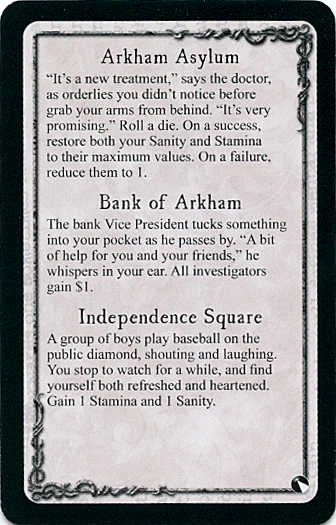 Arkham Asylum
“It’s a new treatment,” says the doctor,
as orderlies you didn’t notice before
grab your arms from behind. “It’s very
promising.” Roll a die. On a success,
restore both your Sanity and Stamina
to their maximum values. On a failure,
reduce them to 1.
Bank of Arkham
The bank Vice President tucks something
into your pocket as he passes by. “A bit
of help for you and your friends,” he
whispers in your ear. All investigators
gain $1.
Independence Square
A group of boys play baseball on the
public diamond, shouting and laughing.
You stop to watch for a while, and find
yourself both refreshed and heartened.
Gain 1 Stamina and 1 Sanity.